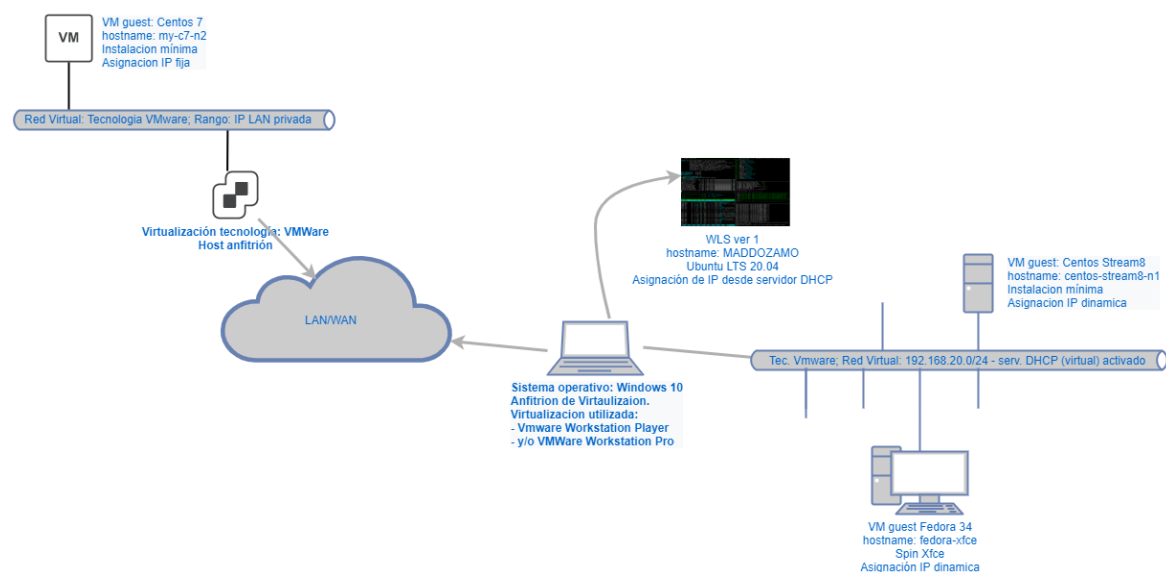 VM
VM guest: Centos 7
hostname: my-c7-n2
Instalacion mínima
Asignacion IP fija
Red Virtual: Tecnologia VMware; Rango: IP LAN privada
Virtualización tecnología: VMWare
Host anfitrión
LAN/WAN
WLS ver 1
hostname: MADDOZAMO
Ubuntu LTS 20.04
Asignación de IP desde servidor DHCP
VM guest: Centos Stream8
hostname: centos-stream8-n1
Instalacion mínima
Asignacion IP dinamica
Tec. Vmware; Red Virtual: 192.168.20.0/24 - serv. DHCP (virtual) activado
Sistema operativo: Windows 10
Anfitrion de Virtaulizaion.
Virtualizacion utilizada:
- Vmware Workstation Player
- y/o VMWare Workstation Pro
VM guest Fedora 34
hostname: fedora-xfce
Spin Xfce
Asignación IP dinamica